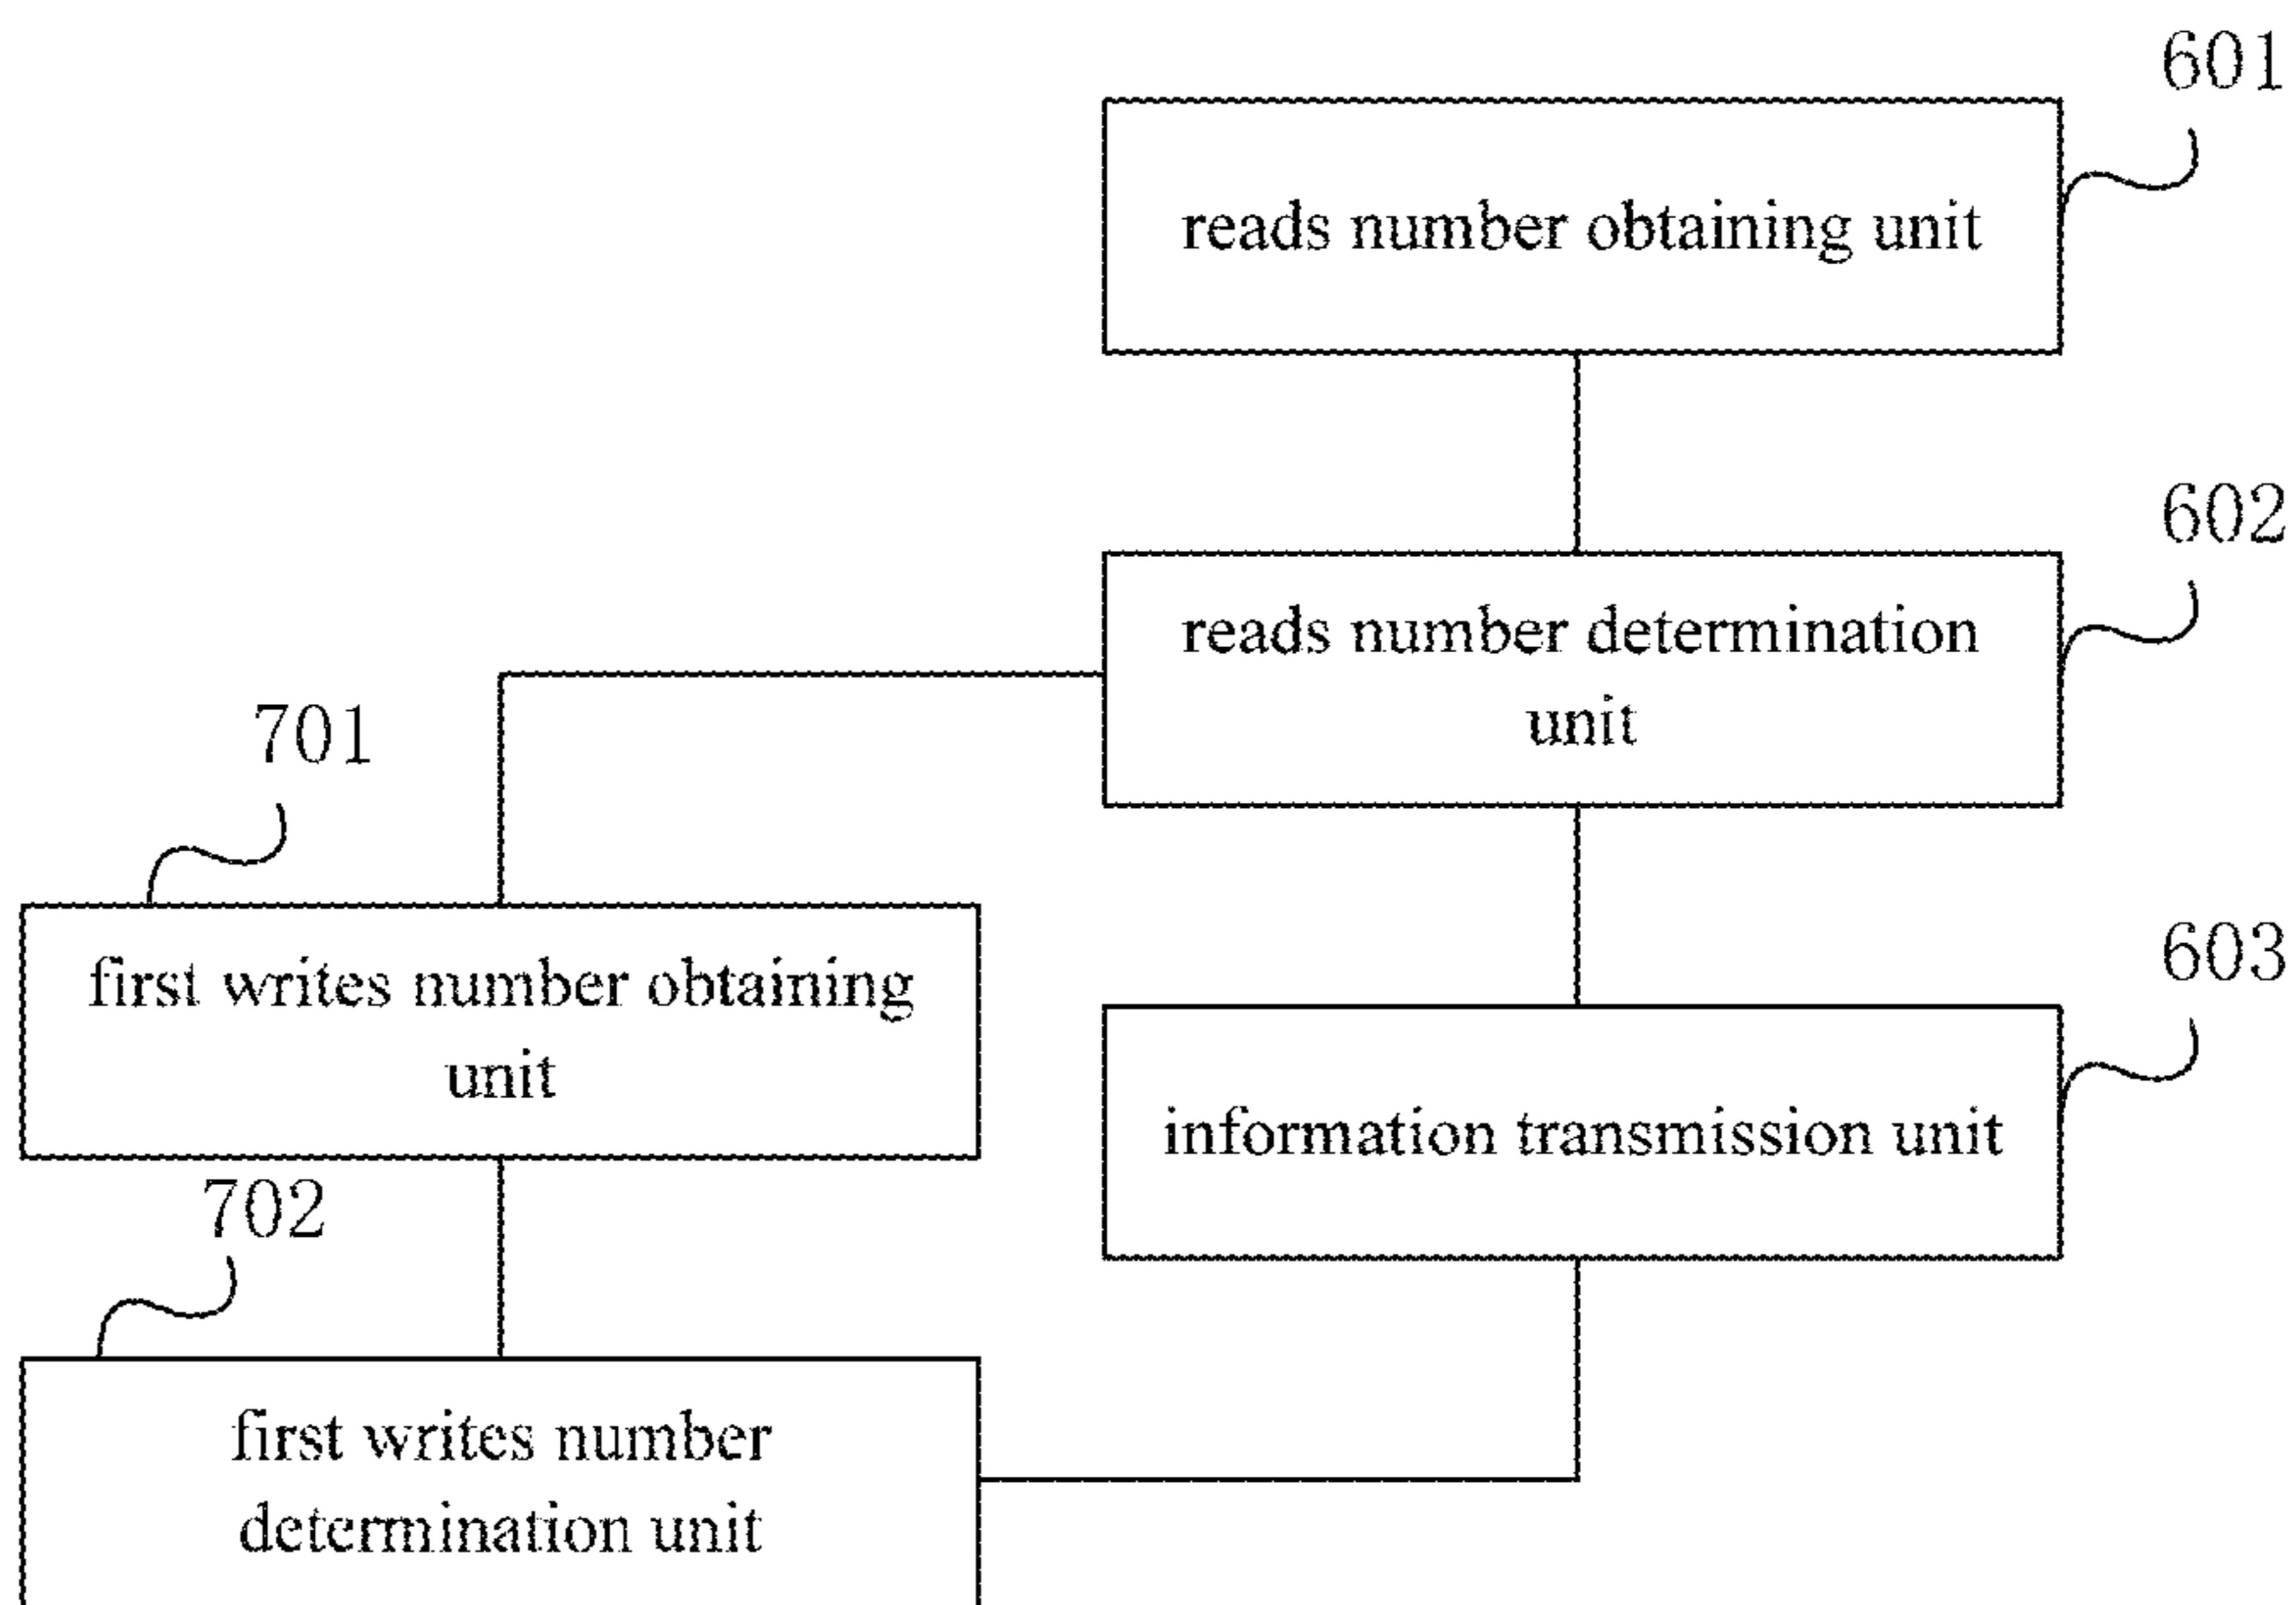 601
reads number obtaining unit
602
reads number determination
unit
701
first writes number obtaining
unit
603
information transmission unit
702
first writes number
determination unit